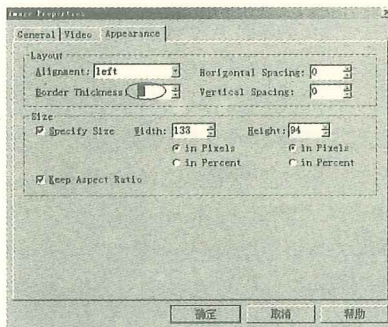 Image Properties
General Video Appearance
Layout
Alignment: left Horizontal Spacing: 0
Border Thickness: Vertical Spacing: 0
Size
Specify Size Width: 133 Height: 94
in Pixels in Pixels
in Percent in Percent
Keep Aspect Ratio
确定 取消 帮助